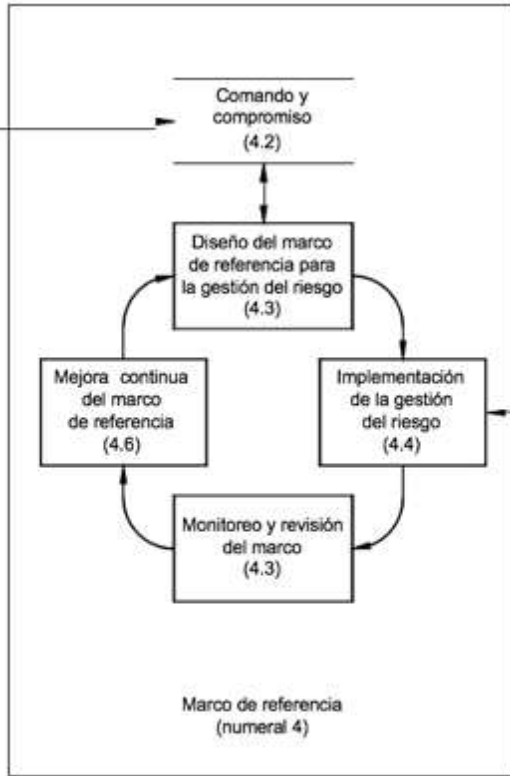 Comando y
compromiso
(4.2)
Diseño del marco
de referencia para
la gestión del riesgo
(4.3)
Mejora continua
del marco
de referencia
(4.6)
Implementación
de la gestión
del riesgo
(4.4)
Monitoreo y revisión
del marco
(4.3)
Marco de referencia
(numeral 4)